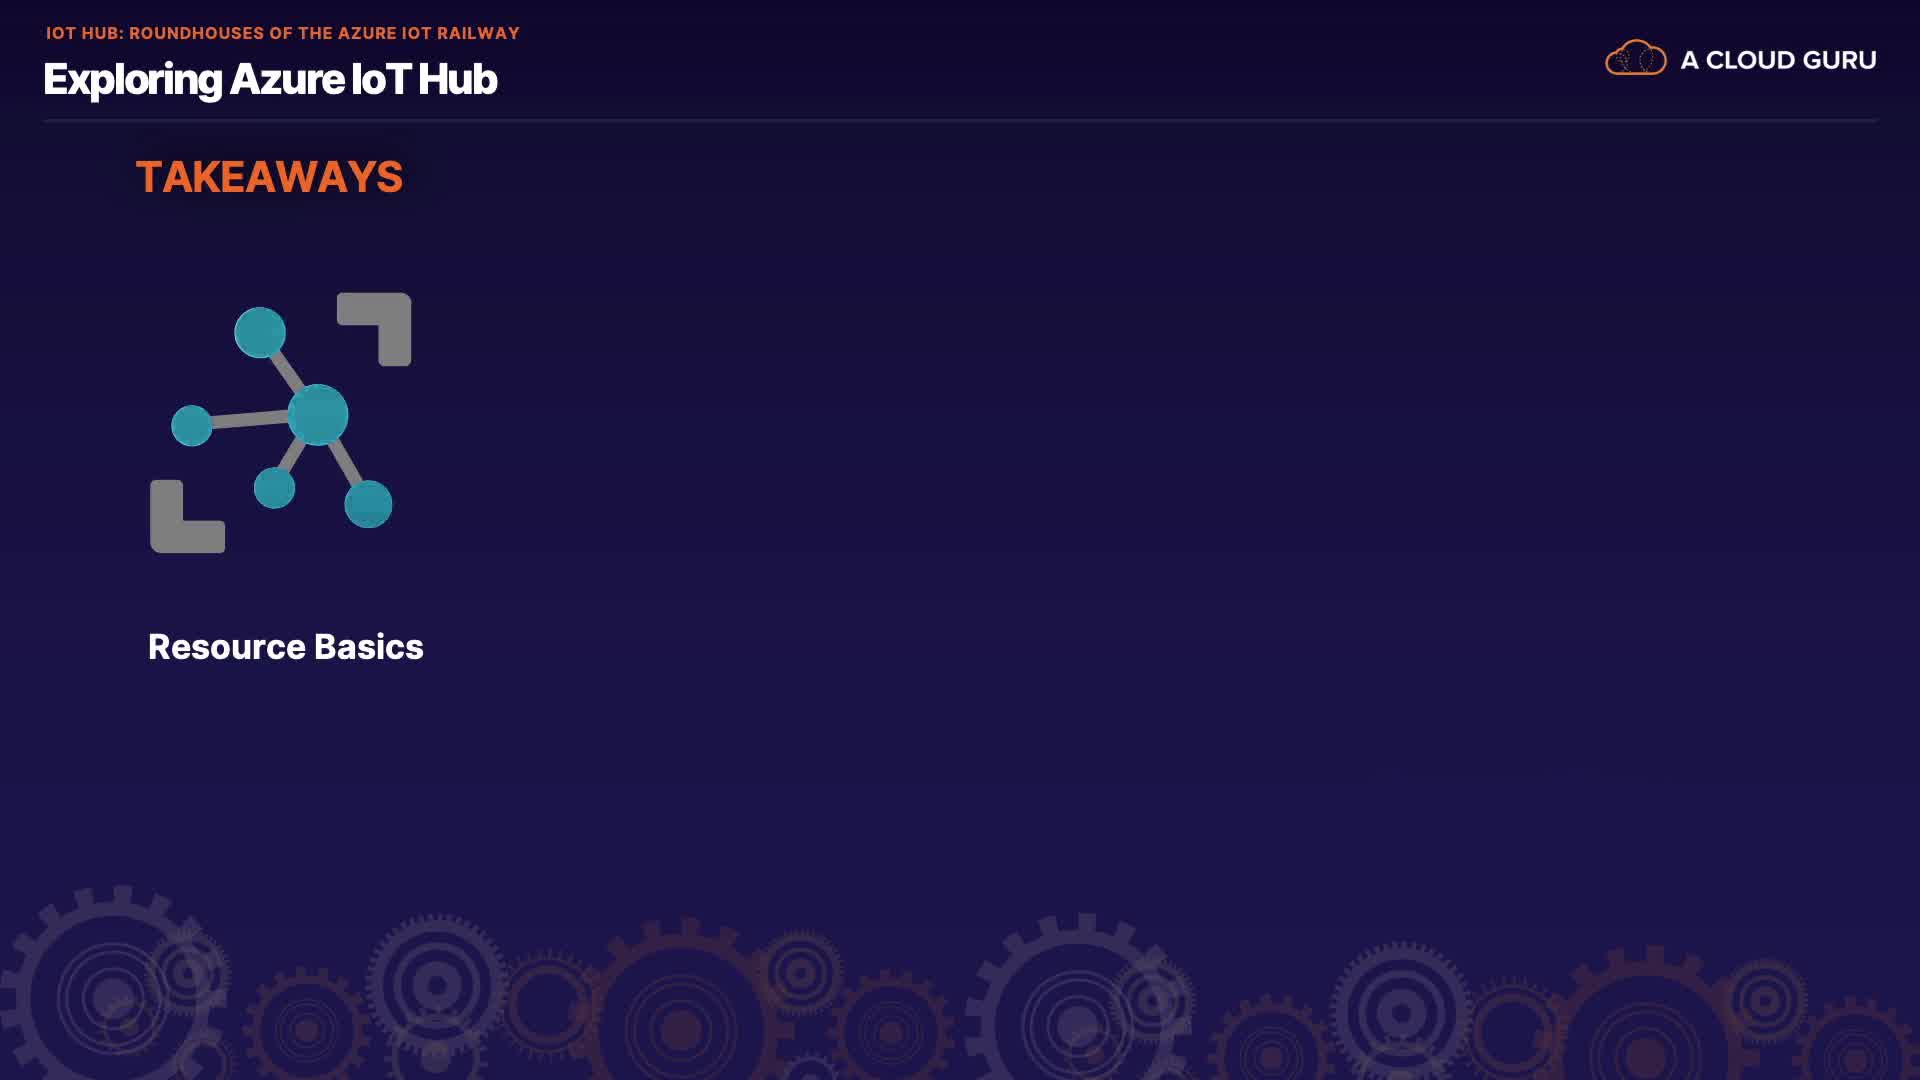 IOT HUB: ROUNDHOUSES OF THE AZURE IOT RAILWAY
Exploring Azure IoT Hub
A CLOUD GURU
TAKEAWAYS
Resource Basics